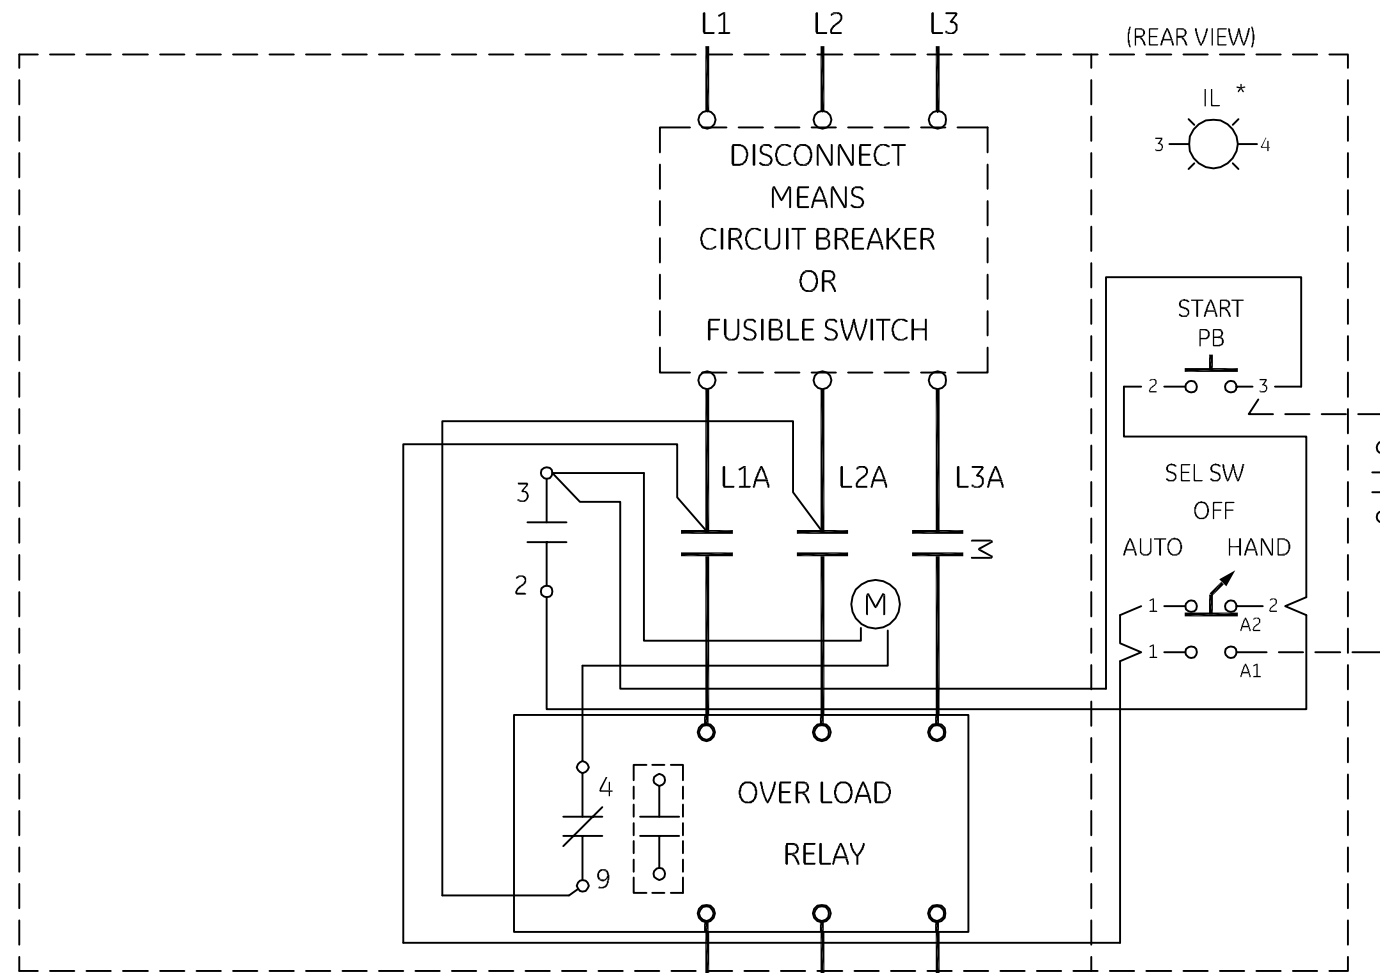 L1 L2 L3
(REAR VIEW)
IL *
3 4
DISCONNECT
MEANS
CIRCUIT BREAKER
OR
FUSIBLE SWITCH
START
PB
2 3
L1A L2A L3A
3
SEL SW
OFF
AUTO HAND
M
2
M
1 2
A2
1
A1
4
OVER LOAD
RELAY
9